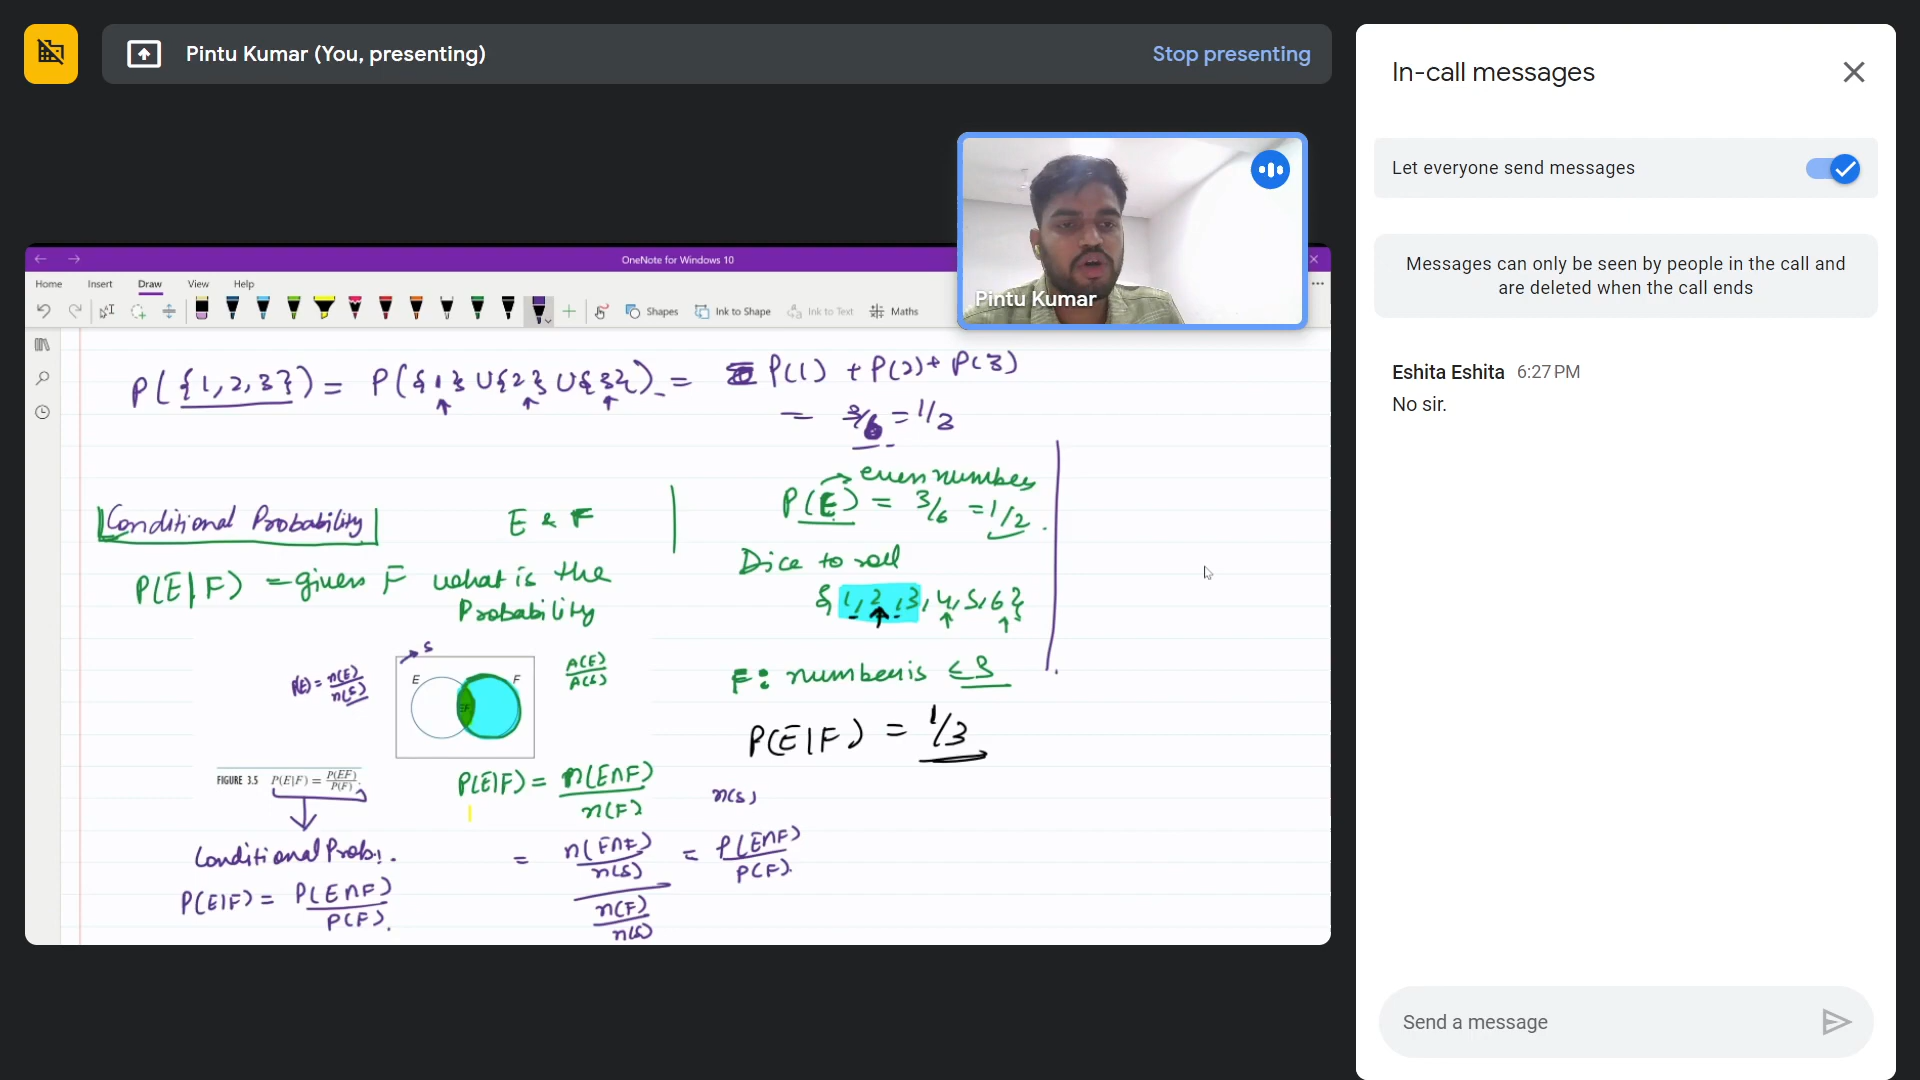 Pintu Kumar (You, presenting)
Stop presenting
In-call messages
Let everyone send messages
Messages can only be seen by people in the call and
are deleted when the call ends
Eshita Eshita 6:27 PM
No sir.
Send a message
Pintu Kumar
OneNote for Windows 10
Home Insert Draw View Help
Shapes Ink to Shape Ink to Text Maths
P({1,2,3}) = P({1} ∪ {2} ∪ {3}) = P(1) + P(2) + P(3)
= 3/6 = 1/3
even number
P(E) = 3/6 = 1/2.
Conditional Probability
E & F
Dice to roll
P(E|F) = given F what is the
Probability
{1, 2, 3, 4, 5, 6}
S
P(E) = n(E)/n(S)
E F
EF
A(E)/A(S)
F: number is ≤ 3
P(E|F) = 1/3
FIGURE 3.5 P(E|F) = P(EF)/P(F).
P(E|F) = n(E∩F)/n(F)
n(S)
Conditional Prob.
= n(E∩F)/n(S) / n(F)/n(S) = P(E∩F)/P(F).
P(E|F) = P(E∩F)/P(F).